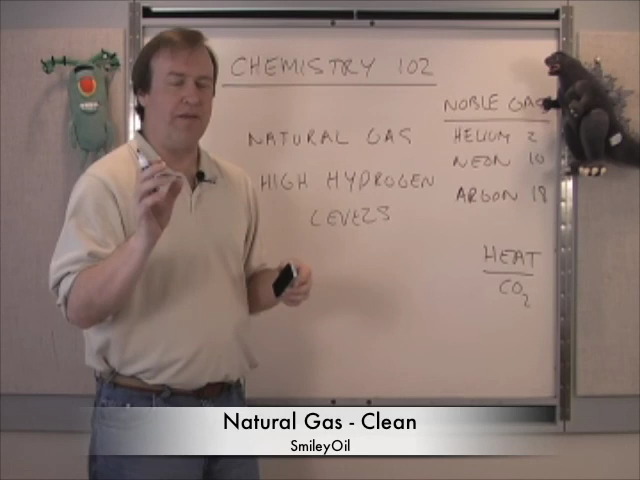 CHEMISTRY 102
NATURAL GAS
HIGH HYDROGEN
LEVELS
NOBLE GAS
HELIUM 2
NEON 10
ARGON 18
HEAT
CO2
Natural Gas - Clean
SmileyOil